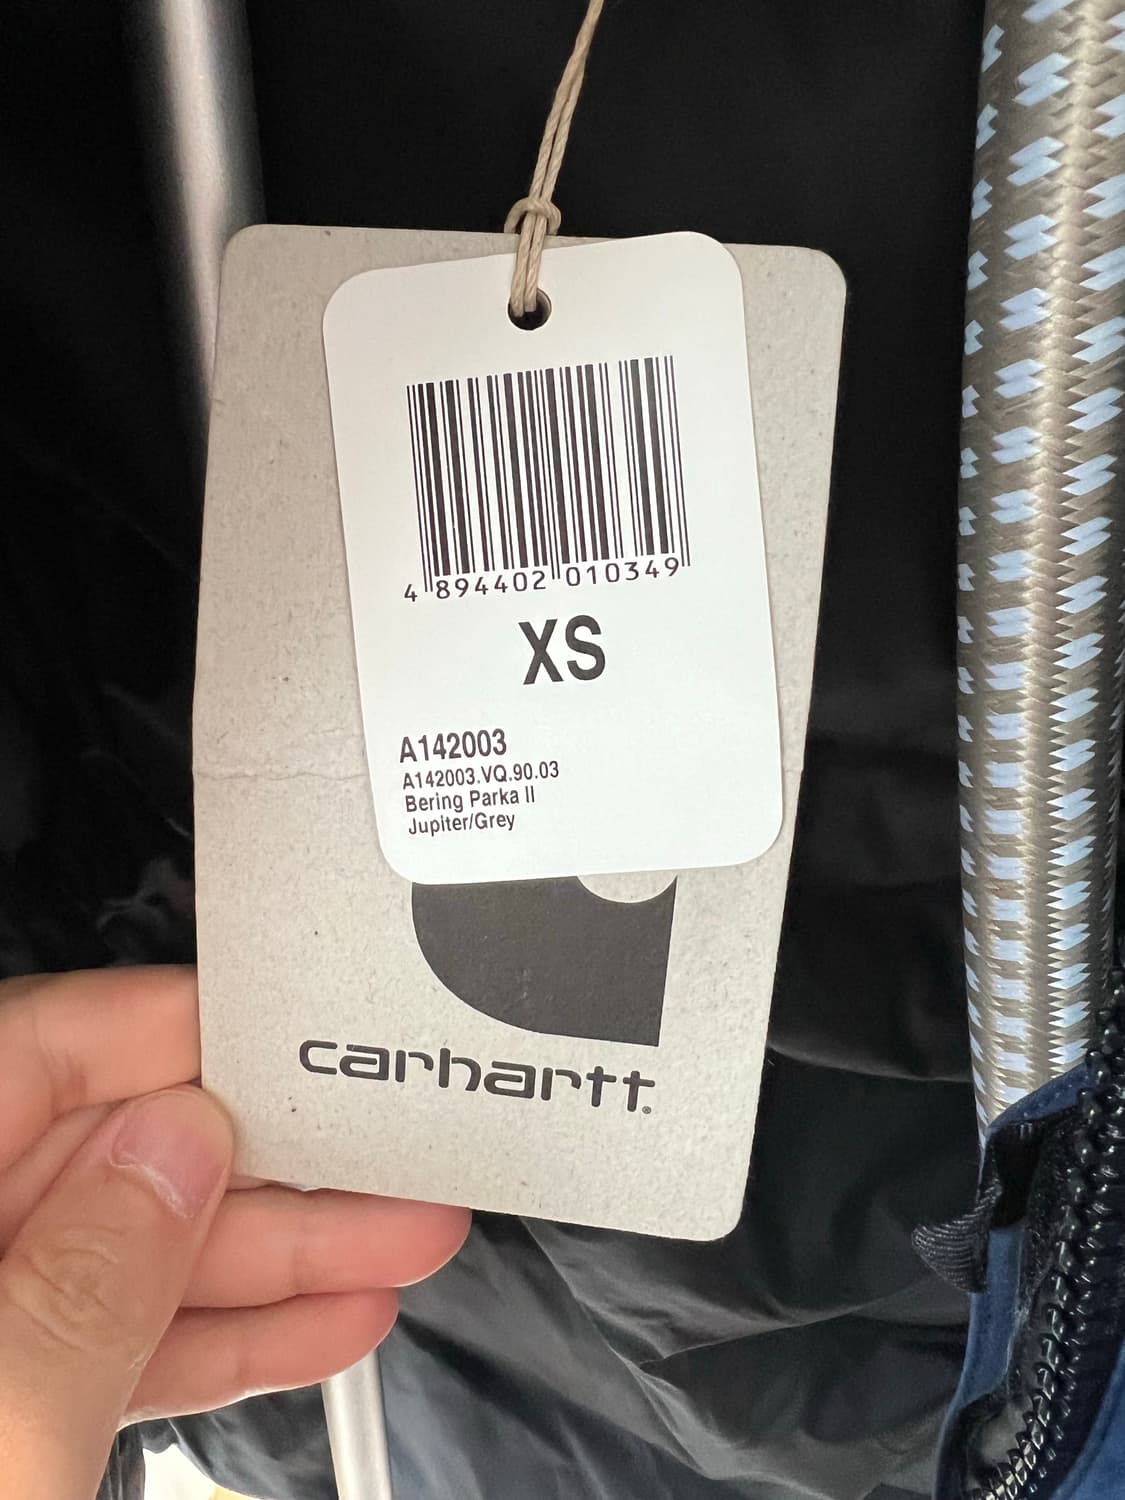 4 894402 010349
XS
A142003
A142003.VQ.90.03
Bering Parka II
Jupiter/Grey
carhartt®